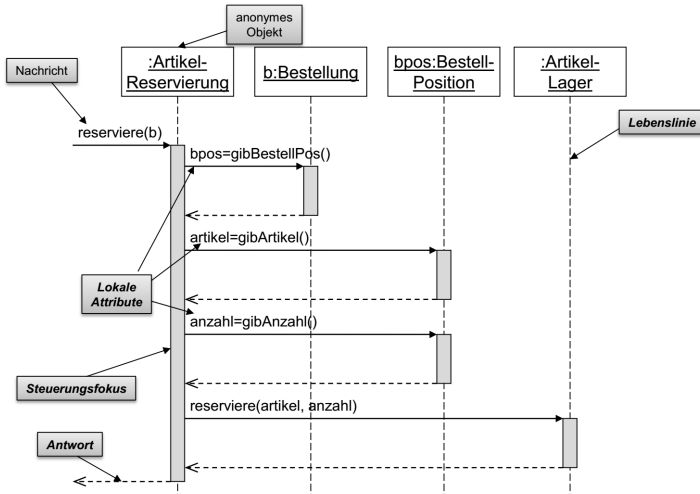 anonymes
Objekt
Nachricht
:Artikel-
Reservierung
b:Bestellung
bpos:Bestell-
Position
:Artikel-
Lager
Lebenslinie
reserviere(b)
bpos=gibBestellPos()
artikel=gibArtikel()
Lokale
Attribute
anzahl=gibAnzahl()
Steuerungsfokus
reserviere(artikel, anzahl)
Antwort